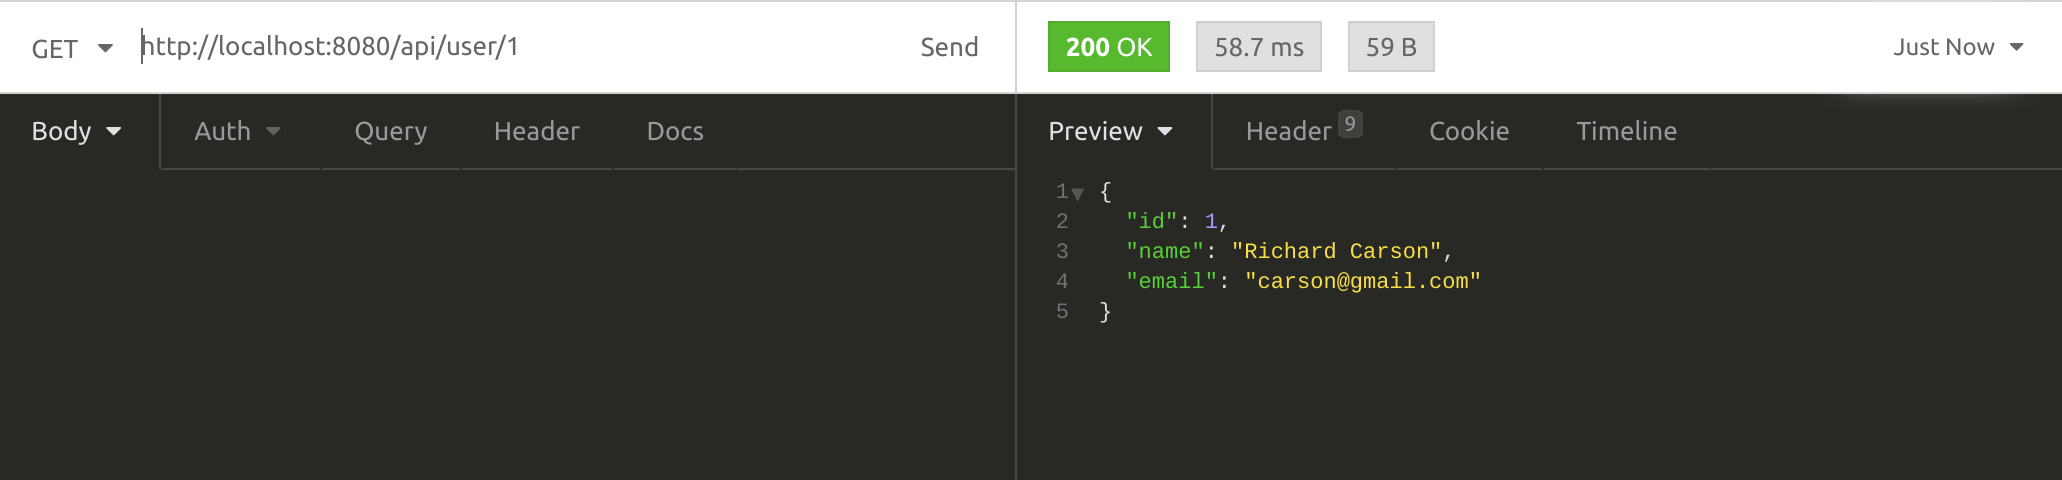 GET http://localhost:8080/api/user/1 Send
200 OK 58.7 ms 59 B Just Now
Body Auth Query Header Docs
Preview Header 9 Cookie Timeline
1 {
2 "id": 1,
3 "name": "Richard Carson",
4 "email": "carson@gmail.com"
5 }